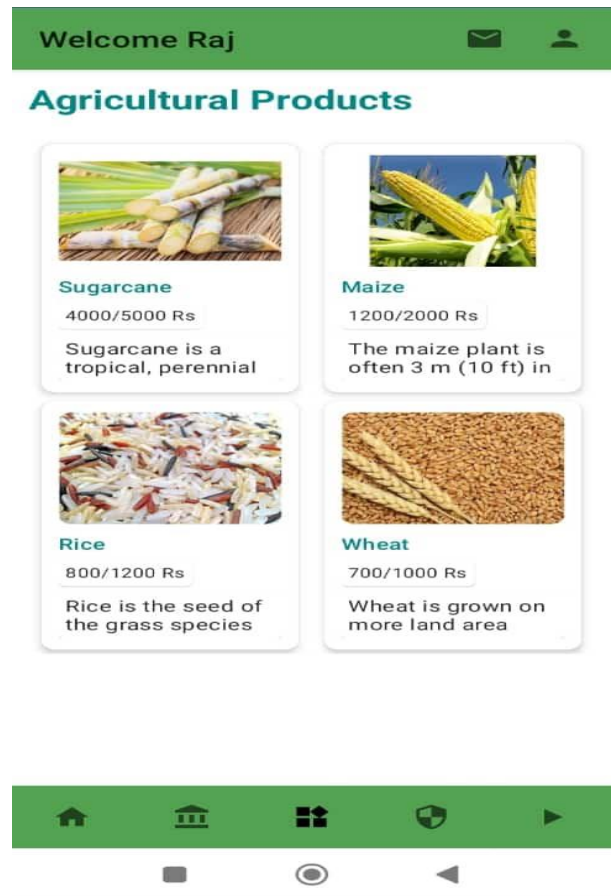 Welcome Raj
Agricultural Products
Sugarcane
4000/5000 Rs
Sugarcane is a
tropical, perennial
Maize
1200/2000 Rs
The maize plant is
often 3 m (10 ft) in
Rice
800/1200 Rs
Rice is the seed of
the grass species
Wheat
700/1000 Rs
Wheat is grown on
more land area